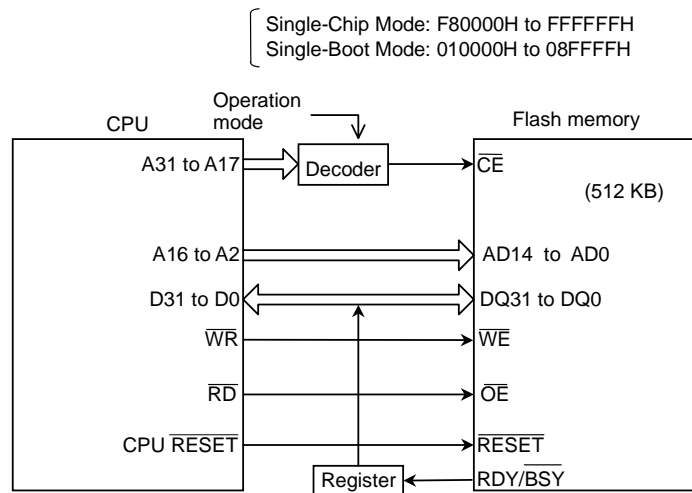 Single-Chip Mode: F80000H to FFFFFFH
Single-Boot Mode: 010000H to 08FFFFH
Operation
mode
CPU
Flash memory
A31 to A17
Decoder
CE
(512 KB)
A16 to A2
AD14 to AD0
D31 to D0
DQ31 to DQ0
WR
WE
RD
OE
CPU RESET
RESET
Register
RDY/BSY